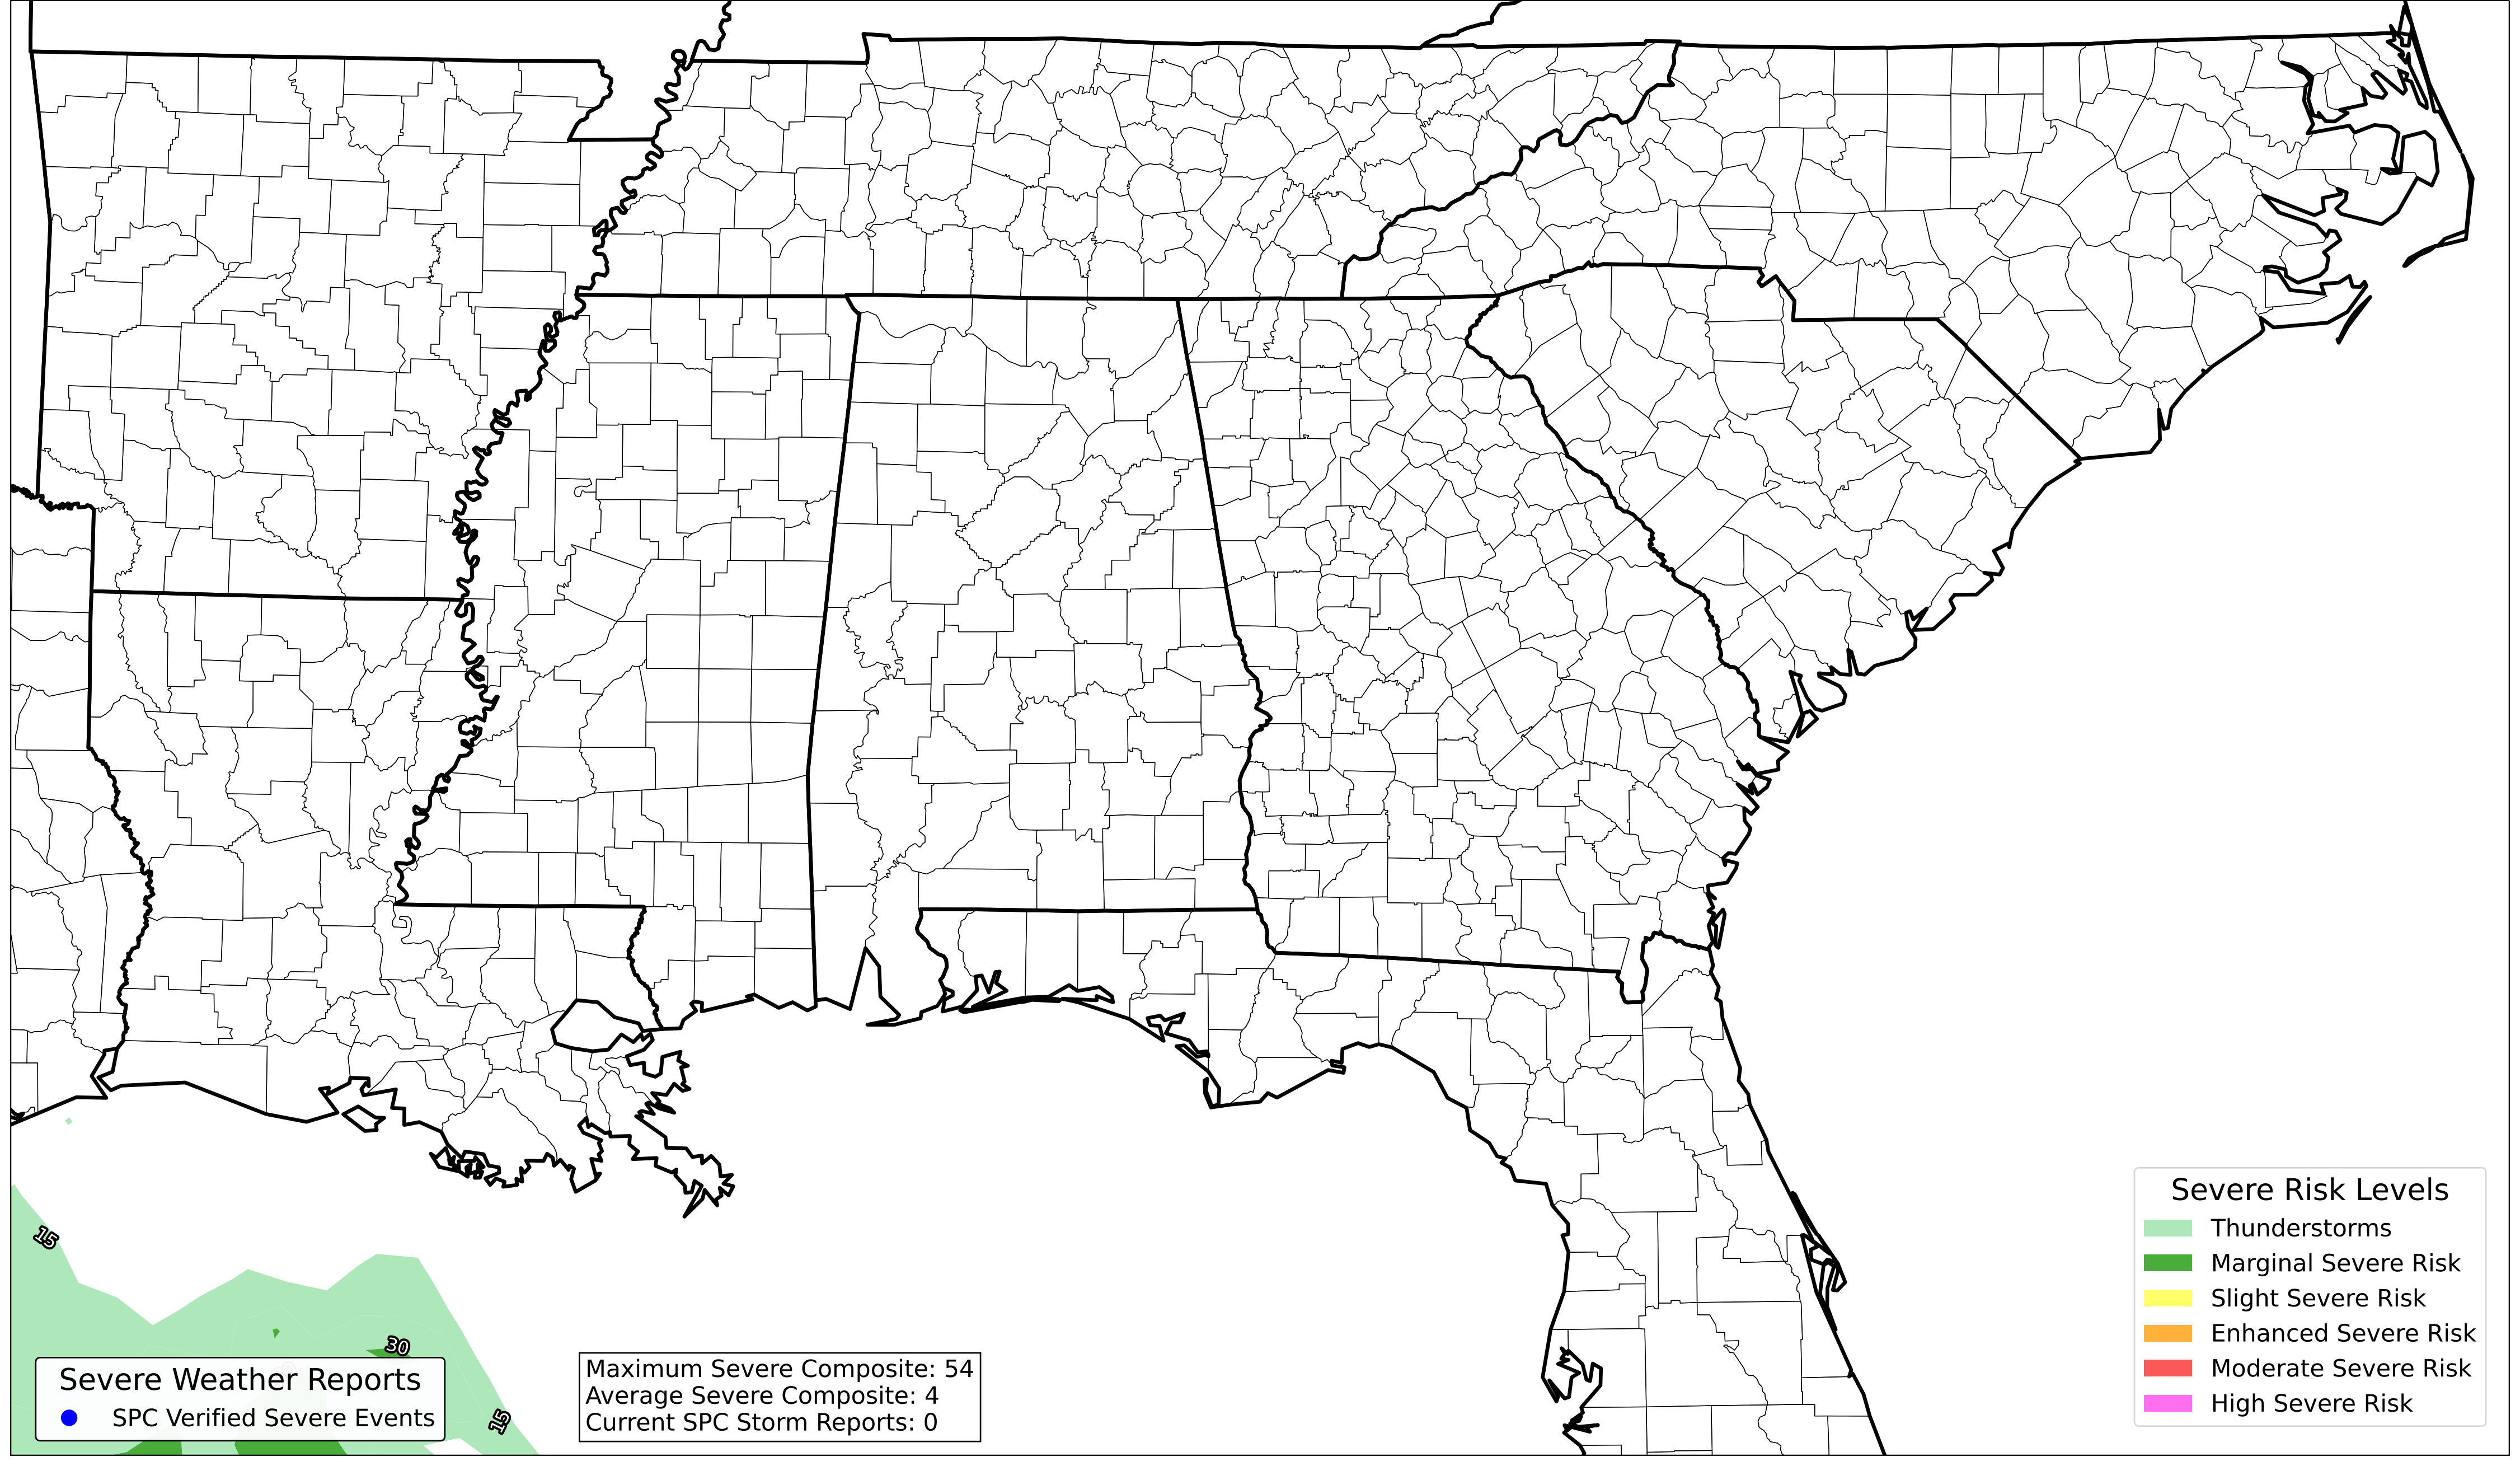 15
30
15
Severe Weather Reports
SPC Verified Severe Events
Maximum Severe Composite: 54
Average Severe Composite: 4
Current SPC Storm Reports: 0
Severe Risk Levels
Thunderstorms
Marginal Severe Risk
Slight Severe Risk
Enhanced Severe Risk
Moderate Severe Risk
High Severe Risk